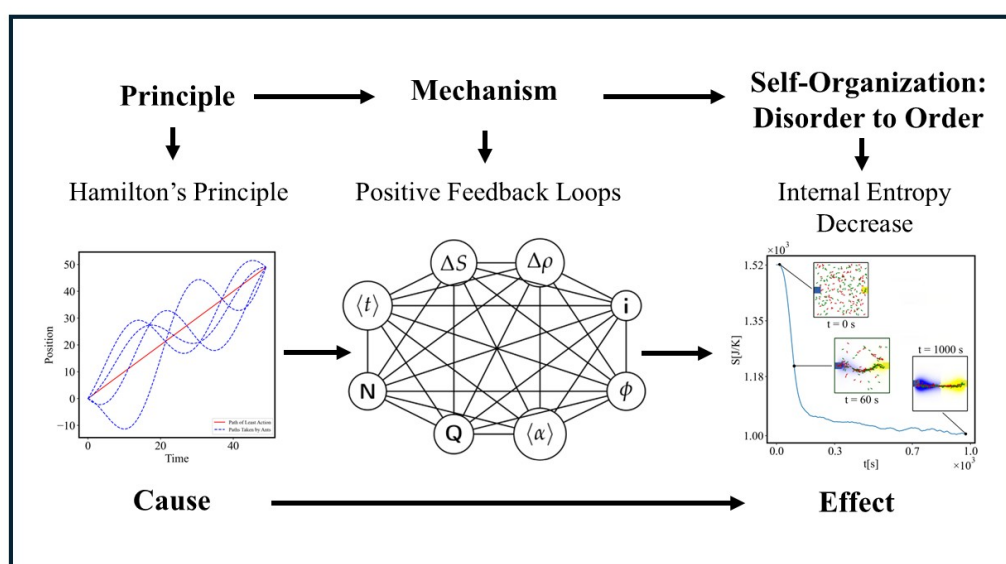 Principle
Mechanism
Self-Organization:
Disorder to Order
Hamilton's Principle
Positive Feedback Loops
Internal Entropy
Decrease
Position
50
40
30
20
10
0
−10
0
20
40
Time
Path of Least Action
Paths Taken by Ants
ΔS
Δρ
⟨t⟩
i
N
ϕ
Q
⟨α⟩
×10³
S[J/K]
1.52
1.35
1.18
1.00
t = 0 s
t = 60 s
t = 1000 s
0.0
0.3
0.7
1.0
t[s]
×10³
Cause
Effect